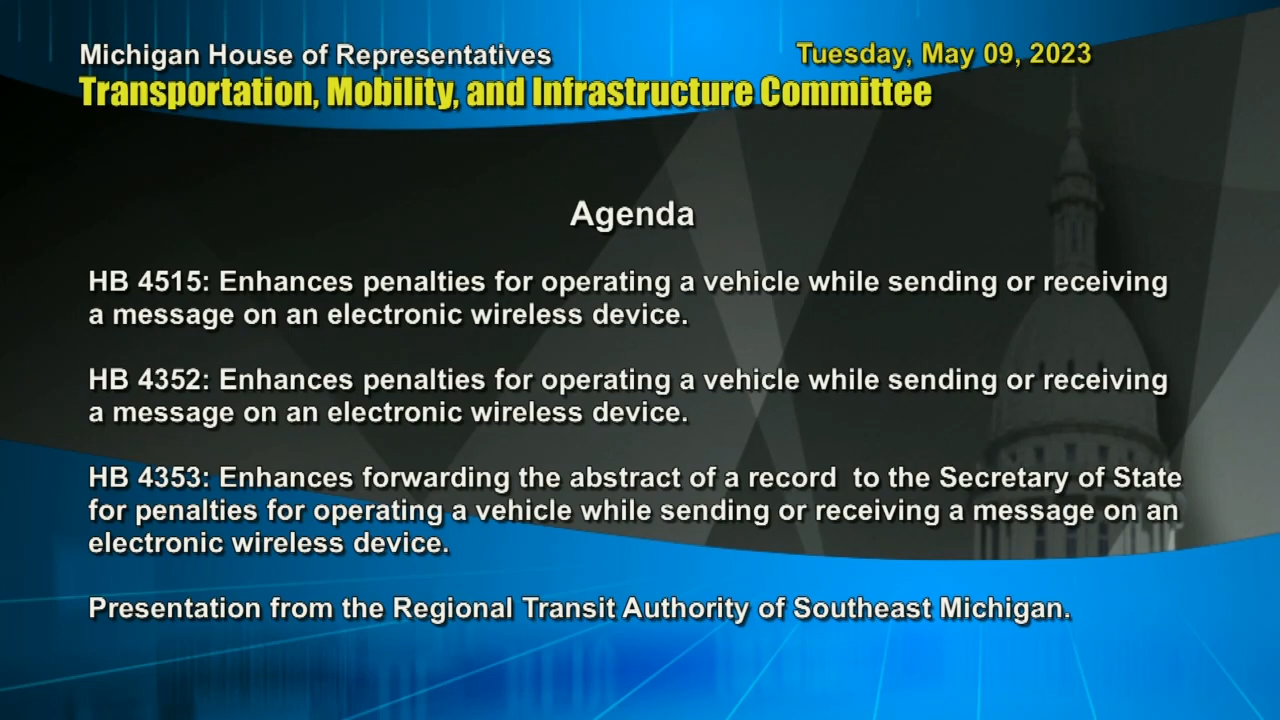 Michigan House of Representatives
Tuesday, May 09, 2023
Transportation, Mobility, and Infrastructure Committee
Agenda
HB 4515: Enhances penalties for operating a vehicle while sending or receiving
a message on an electronic wireless device.
HB 4352: Enhances penalties for operating a vehicle while sending or receiving
a message on an electronic wireless device.
HB 4353: Enhances forwarding the abstract of a record  to the Secretary of State
for penalties for operating a vehicle while sending or receiving a message on an
electronic wireless device.
Presentation from the Regional Transit Authority of Southeast Michigan.